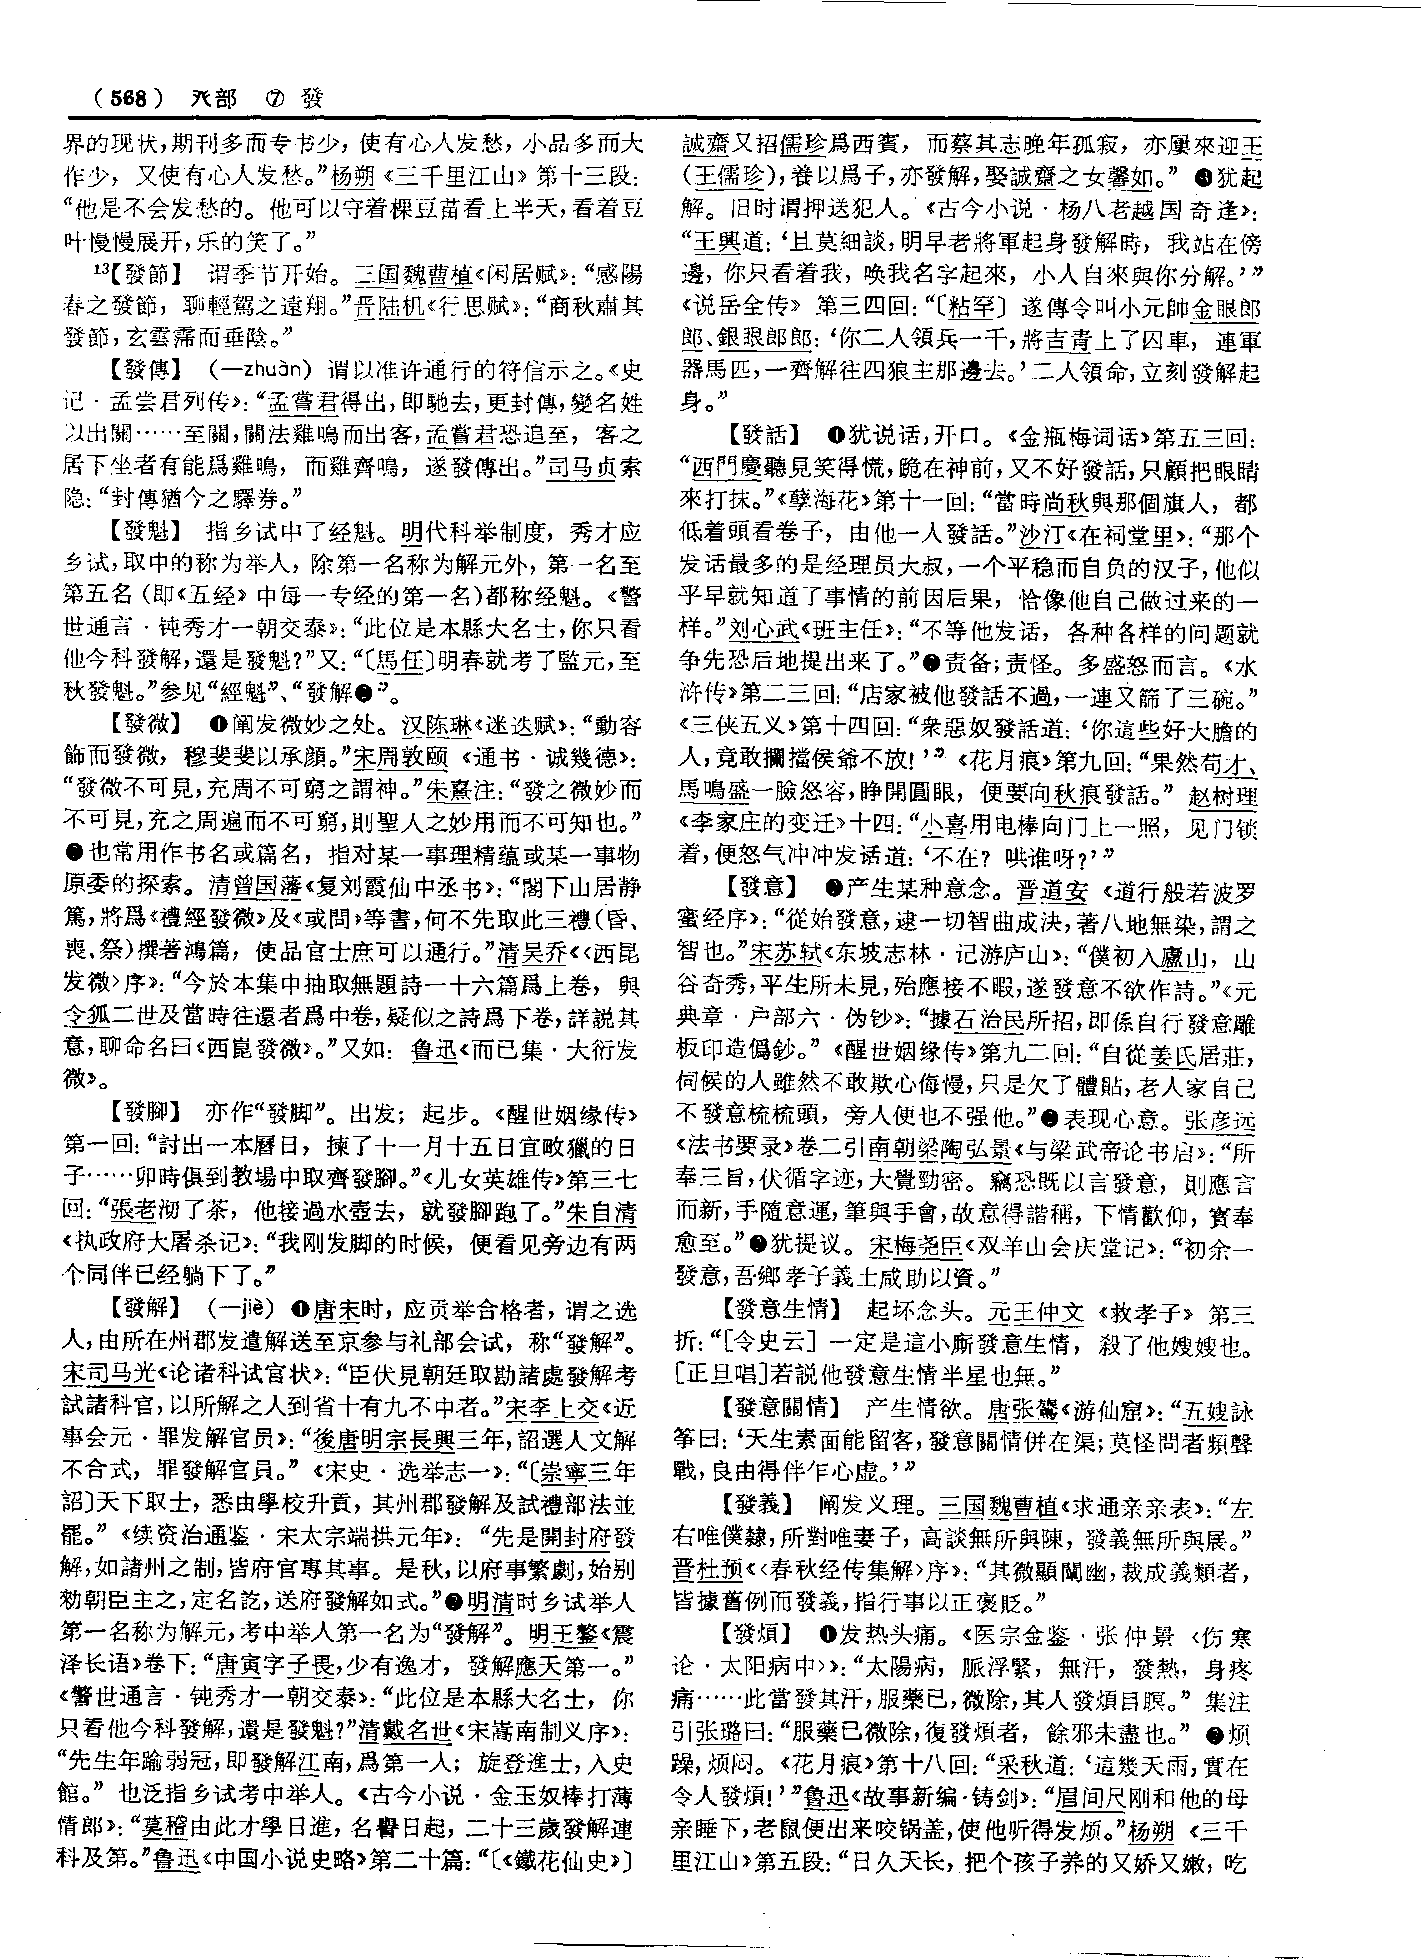 (568) 癶部 ⑦ 發
界的现状,期刊多而专书少,使有心人发愁,小品多而大
作少,又使有心人发愁。”杨朔《三千里江山》第十三段:
“他是不会发愁的。他可以守着棵豆苗看上半天,看着豆
叶慢慢展开,乐的笑了。”
13【發節】 谓季节开始。三国魏曹植《闲居赋》:“感陽
春之發節,聊輕駕之遠翔。”晋陆机《行思赋》:“商秋肅其
發節,玄雲霈而垂陰。”
【發傳】 (—zhuàn) 谓以准许通行的符信示之。《史
记·孟尝君列传》:“孟嘗君得出,即馳去,更封傳,變名姓
以出關……至關,關法雞鳴而出客,孟嘗君恐追至,客之
居下坐者有能爲雞鳴,而雞齊鳴,遂發傳出。”司马贞索
隐:“封傳猶今之驛券。”
【發魁】 指乡试中了经魁。明代科举制度,秀才应
乡试,取中的称为举人,除第一名称为解元外,第一名至
第五名(即《五经》中每一专经的第一名)都称经魁。《警
世通言·钝秀才一朝交泰》:“此位是本縣大名士,你只看
他今科發解,還是發魁?”又:“〔馬任〕明春就考了監元,至
秋發魁。”参见“經魁”、“發解❷”。
【發微】 ❶阐发微妙之处。汉陈琳《迷迭赋》:“動容
飾而發微,穆斐斐以承顔。”宋周敦颐《通书·诚幾德》:
“發微不可見,充周不可窮之謂神。”朱熹注:“發之微妙而
不可見,充之周遍而不可窮,則聖人之妙用而不可知也。”
❷也常用作书名或篇名,指对某一事理精蕴或某一事物
原委的探索。清曾国藩《复刘霞仙中丞书》:“閣下山居静
篤,將爲《禮經發微》及《或問》等書,何不先取此三禮(昏、
喪、祭)撰著鴻篇,使品官士庶可以通行。”清吴乔《〈西昆
发微〉序》:“今於本集中抽取無題詩一十六篇爲上卷,與
令狐二世及當時往還者爲中卷,疑似之詩爲下卷,詳說其
意,聊命名曰《西崑發微》。”又如:鲁迅《而已集·大衍发
微》。
【發腳】 亦作“發脚”。出发;起步。《醒世姻缘传》
第一回:“討出一本曆日,揀了十一月十五日宜畋獵的日
子……卯時俱到教場中取齊發腳。”《儿女英雄传》第三七
回:“張老沏了茶,他接過水壺去,就發腳跑了。”朱自清
《执政府大屠杀记》:“我刚发脚的时候,便看见旁边有两
个同伴已经躺下了。”
【發解】 (—jiè) ❶唐宋时,应贡举合格者,谓之选
人,由所在州郡发遣解送至京参与礼部会试,称“發解”。
宋司马光《论诸科试官状》:“臣伏見朝廷取勘諸處發解考
試諸科官,以所解之人到省十有九不中者。”宋李上交《近
事会元·罪发解官员》:“後唐明宗長興三年,詔選人文解
不合式,罪發解官員。”《宋史·选举志一》:“〔崇寧三年
詔〕天下取士,悉由學校升貢,其州郡發解及試禮部法並
罷。”《续资治通鉴·宋太宗端拱元年》:“先是開封府發
解,如諸州之制,皆府官專其事。是秋,以府事繁劇,始别
勑朝臣主之,定名訖,送府發解如式。”❷明清时乡试举人
第一名称为解元,考中举人第一名为“發解”。明王鏊《震
泽长语》卷下:“唐寅字子畏,少有逸才,發解應天第一。”
《警世通言·钝秀才一朝交泰》:“此位是本縣大名士,你
只看他今科發解,還是發魁?”清戴名世《宋嵩南制义序》:
“先生年踰弱冠,即發解江南,爲第一人;旋登進士,入史
館。”也泛指乡试考中举人。《古今小说·金玉奴棒打薄
情郎》:“莫稽由此才學日進,名譽日起,二十三歲發解連
科及第。”鲁迅《中国小说史略》第二十篇:“〔《鐵花仙史》〕
誠齋又招儒珍爲西賓,而蔡其志晚年孤寂,亦屢來迎王
(王儒珍),養以爲子,亦發解,娶誠齋之女馨如。”❸犹起
解。旧时谓押送犯人。《古今小说·杨八老越国奇逢》:
“王興道:‘且莫細談,明早老將軍起身發解時,我站在傍
邊,你只看着我,唤我名字起來,小人自來與你分解。’”
《说岳全传》第三四回:“〔粘罕〕遂傳令叫小元帥金眼郎
郎、銀眼郎郎:‘你二人領兵一千,將吉青上了囚車,連軍
器馬匹,一齊解往四狼主那邊去。’二人領命,立刻發解起
身。”
【發話】 ❶犹说话,开口。《金瓶梅词话》第五三回:
“西門慶聽見笑得慌,跪在神前,又不好發話,只顧把眼睛
來打抹。”《孽海花》第十一回:“當時尚秋與那個旗人,都
低着頭看卷子,由他一人發話。”沙汀《在祠堂里》:“那个
发话最多的是经理员大叔,一个平稳而自负的汉子,他似
乎早就知道了事情的前因后果,恰像他自己做过来的一
样。”刘心武《班主任》:“不等他发话,各种各样的问题就
争先恐后地提出来了。”❷责备;责怪。多盛怒而言。《水
浒传》第二三回:“店家被他發話不過,一連又篩了三碗。”
《三侠五义》第十四回:“衆惡奴發話道:‘你這些好大膽的
人,竟敢攔擋侯爺不放!’”《花月痕》第九回:“果然苟才、
馬鳴盛一臉怒容,睁開圓眼,便要向秋痕發話。”赵树理
《李家庄的变迁》十四:“小喜用电棒向门上一照,见门锁
着,便怒气冲冲发话道:‘不在?哄谁呀?’”
【發意】 ❶产生某种意念。晋道安《道行般若波罗
蜜经序》:“從始發意,逮一切智曲成決,著八地無染,謂之
智也。”宋苏轼《东坡志林·记游庐山》:“僕初入廬山,山
谷奇秀,平生所未見,殆應接不暇,遂發意不欲作詩。”《元
典章·户部六·伪钞》:“據石治民所招,即係自行發意雕
板印造僞鈔。”《醒世姻缘传》第九二回:“自從姜氏居莊,
伺候的人雖然不敢欺心侮慢,只是欠了體貼,老人家自己
不發意梳梳頭,旁人便也不强他。”❷表现心意。张彦远
《法书要录》卷二引南朝梁陶弘景《与梁武帝论书启》:“所
奉三旨,伏循字迹,大覺勁密。竊恐既以言發意,則應言
而新,手隨意運,筆與手會,故意得諧稱,下情歡仰,實奉
愈至。”❸犹提议。宋梅尧臣《双羊山会庆堂记》:“初余一
發意,吾鄉孝子義士咸助以資。”
【發意生情】 起坏念头。元王仲文《救孝子》第三
折:“[令史云]一定是這小廝發意生情,殺了他嫂嫂也。
[正旦唱]若説他發意生情半星也無。”
【發意關情】 产生情欲。唐张鷟《游仙窟》:“五嫂詠
筝曰:‘天生素面能留客,發意關情併在渠;莫怪問者頻聲
戰,良由得伴乍心虚。’”
【發義】 阐发义理。三国魏曹植《求通亲亲表》:“左
右唯僕隸,所對唯妻子,高談無所與陳,發義無所與展。”
晋杜预《〈春秋经传集解〉序》:“其微顯闡幽,裁成義類者,
皆據舊例而發義,指行事以正褒貶。”
【發煩】 ❶发热头痛。《医宗金鉴·张仲景〈伤寒
论·太阳病中〉》:“太陽病,脈浮緊,無汗,發熱,身疼
痛……此當發其汗,服藥已,微除,其人發煩目瞑。”集注
引张璐曰:“服藥已微除,復發煩者,餘邪未盡也。”❷烦
躁,烦闷。《花月痕》第十八回:“采秋道:‘這幾天雨,實在
令人發煩!’”鲁迅《故事新编·铸剑》:“眉间尺刚和他的母
亲睡下,老鼠便出来咬锅盖,使他听得发烦。”杨朔《三千
里江山》第五段:“日久天长,把个孩子养的又娇又嫩,吃